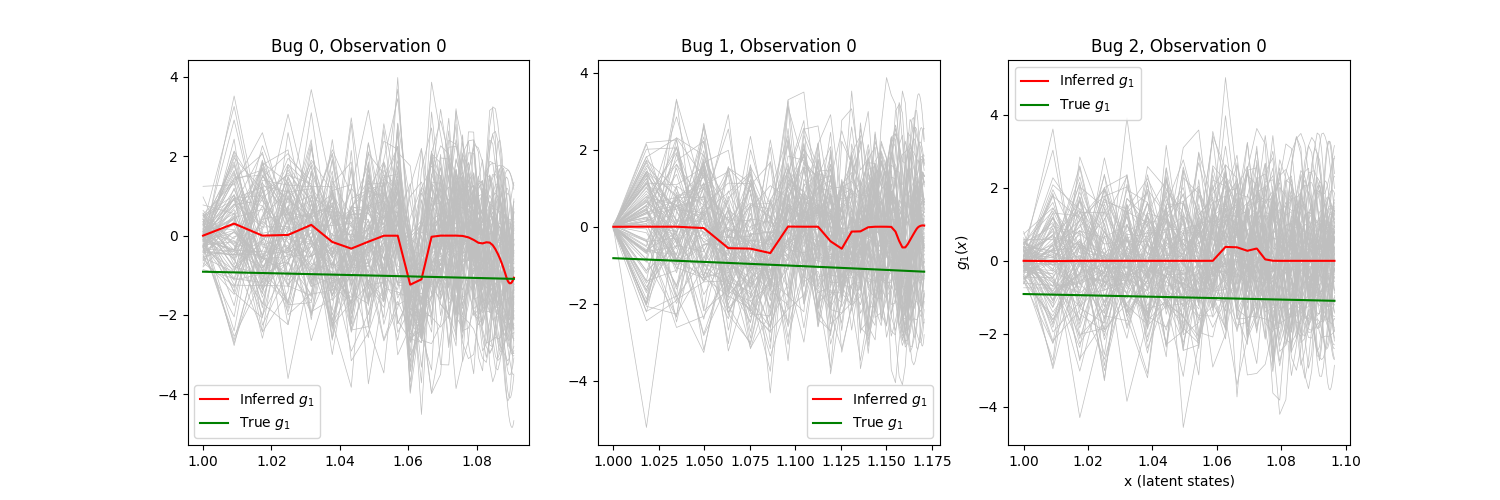 Bug 0, Observation 0
4
2
0
−2
−4
Inferred g₁
True g₁
1.00 1.02 1.04 1.06 1.08
Bug 1, Observation 0
4
2
0
−2
−4
Inferred g₁
True g₁
1.000 1.025 1.050 1.075 1.100 1.125 1.150 1.175
Bug 2, Observation 0
Inferred g₁
True g₁
g₁(x)
4
2
0
−2
−4
1.00 1.02 1.04 1.06 1.08 1.10
x (latent states)